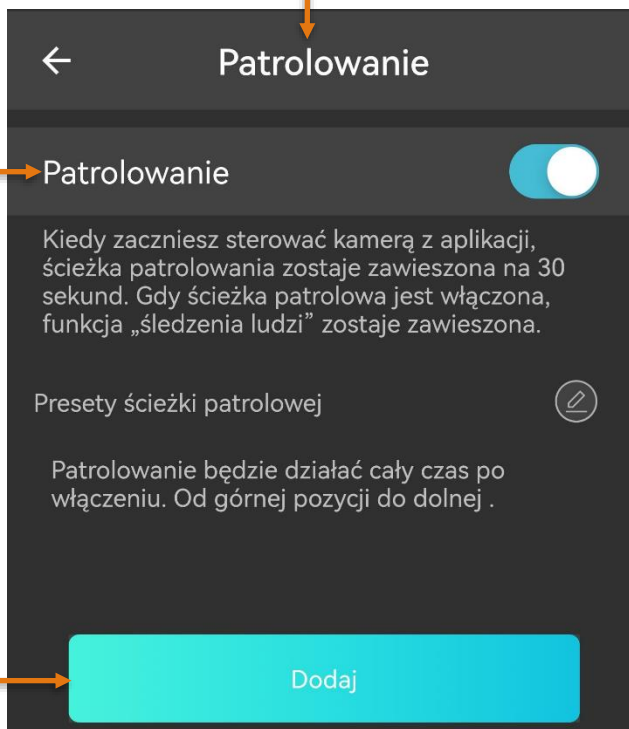 Patrolowanie
Patrolowanie
Kiedy zaczniesz sterować kamerą z aplikacji,
ścieżka patrolowania zostaje zawieszona na 30
sekund. Gdy ścieżka patrolowa jest włączona,
funkcja „śledzenia ludzi” zostaje zawieszona.
Presety ścieżki patrolowej
Patrolowanie będzie działać cały czas po
włączeniu. Od górnej pozycji do dolnej .
Dodaj